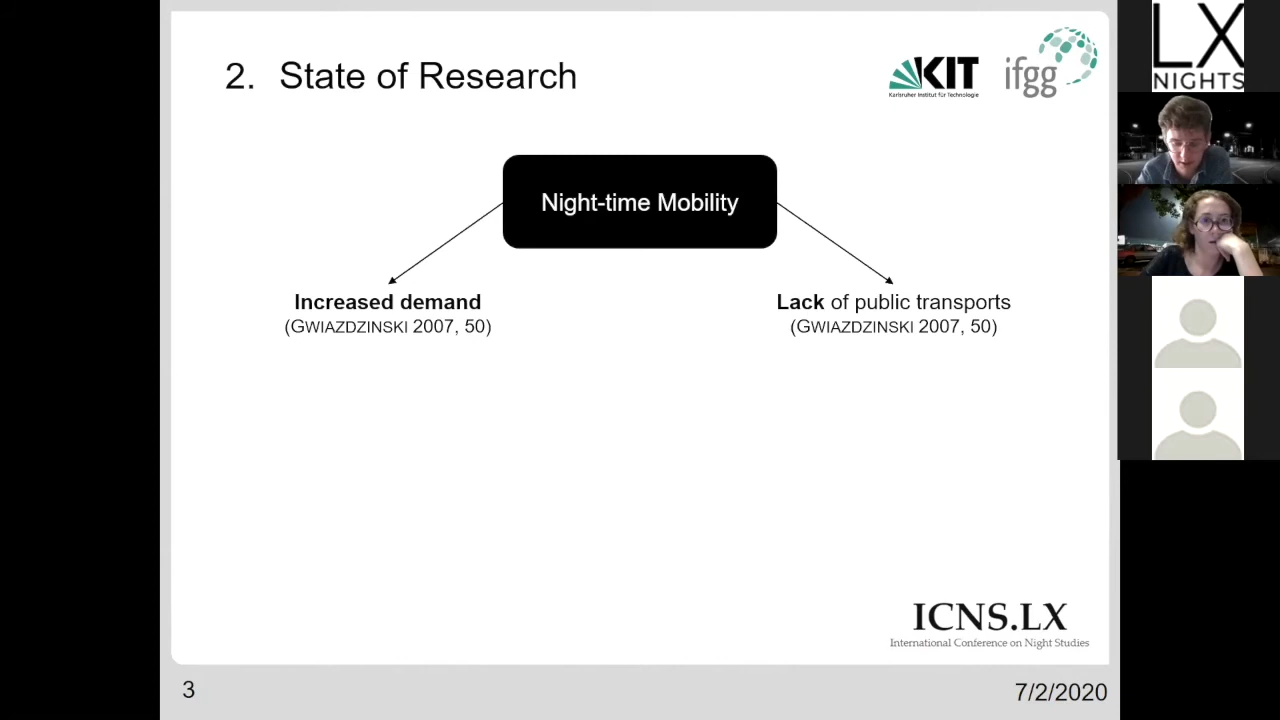 2. State of Research
KIT
Karlsruher Institut für Technologie
ifgg
LX
NIGHTS
Night-time Mobility
Increased demand
(GWIAZDZINSKI 2007, 50)
Lack of public transports
(GWIAZDZINSKI 2007, 50)
ICNS.LX
International Conference on Night Studies
3
7/2/2020